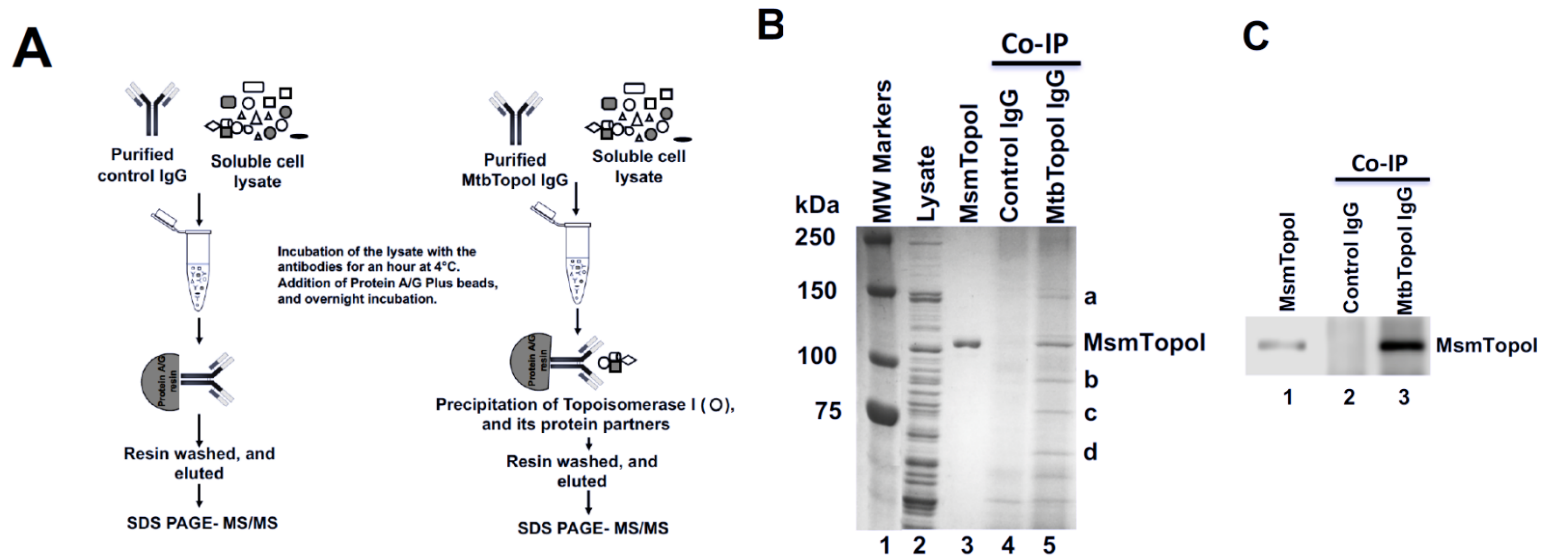 A
Purified
control IgG
Soluble cell
lysate
Purified
MtbTopoI IgG
Soluble cell
lysate
Incubation of the lysate with the
antibodies for an hour at 4°C.
Addition of Protein A/G Plus beads,
and overnight incubation.
Protein A/G
resin
Protein A/G
resin
Precipitation of Topoisomerase I (O),
and its protein partners
Resin washed, and
eluted
Resin washed, and
eluted
SDS PAGE- MS/MS
SDS PAGE- MS/MS
B
Co-IP
kDa
MW Markers
Lysate
MsmTopoI
Control IgG
MtbTopoI IgG
250
150
100
75
a
MsmTopoI
b
c
d
1 2 3 4 5
C
Co-IP
MsmTopoI
Control IgG
MtbTopoI IgG
MsmTopoI
1 2 3